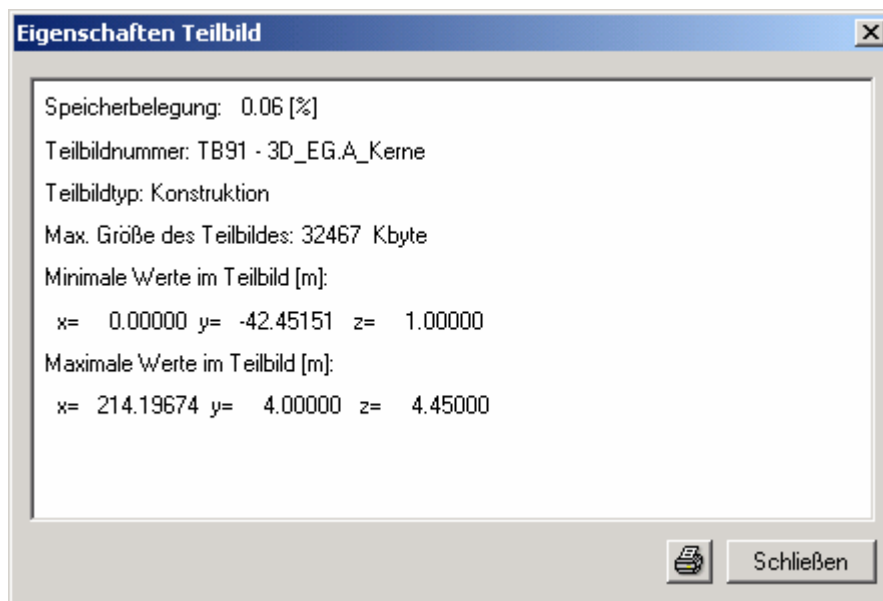 Eigenschaften Teilbild
Speicherbelegung: 0.06 [%]
Teilbildnummer: TB91 - 3D_EG.A_Kerne
Teilbildtyp: Konstruktion
Max. Größe des Teilbildes: 32467 Kbyte
Minimale Werte im Teilbild [m]:
x= 0.00000 y= -42.45151 z= 1.00000
Maximale Werte im Teilbild [m]:
x= 214.19674 y= 4.00000 z= 4.45000
Schließen